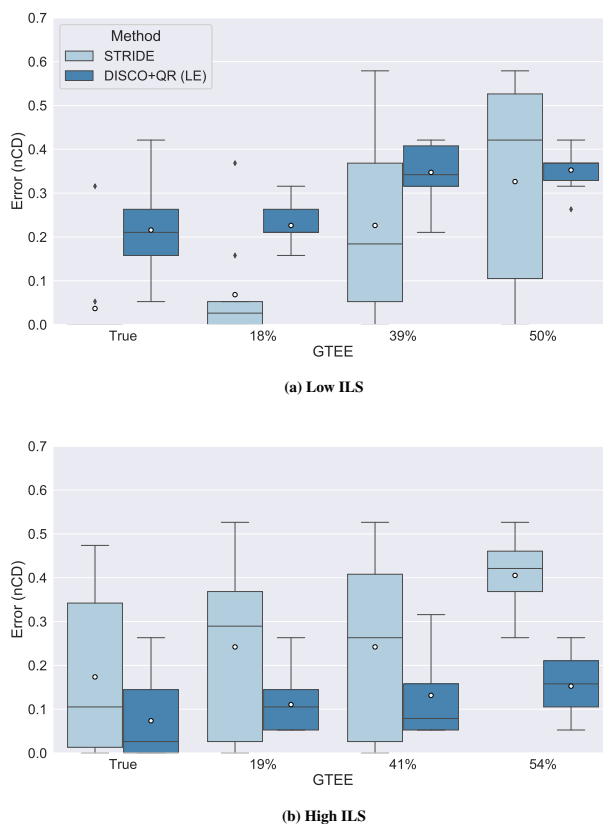 0.7
Method
STRIDE
DISCO+QR (LE)
0.6
0.5
0.4
0.3
0.2
0.1
0.0
Error (nCD)
True 18% 39% 50%
GTEE
(a) Low ILS
0.7
0.6
0.5
0.4
0.3
0.2
0.1
0.0
Error (nCD)
True 19% 41% 54%
GTEE
(b) High ILS